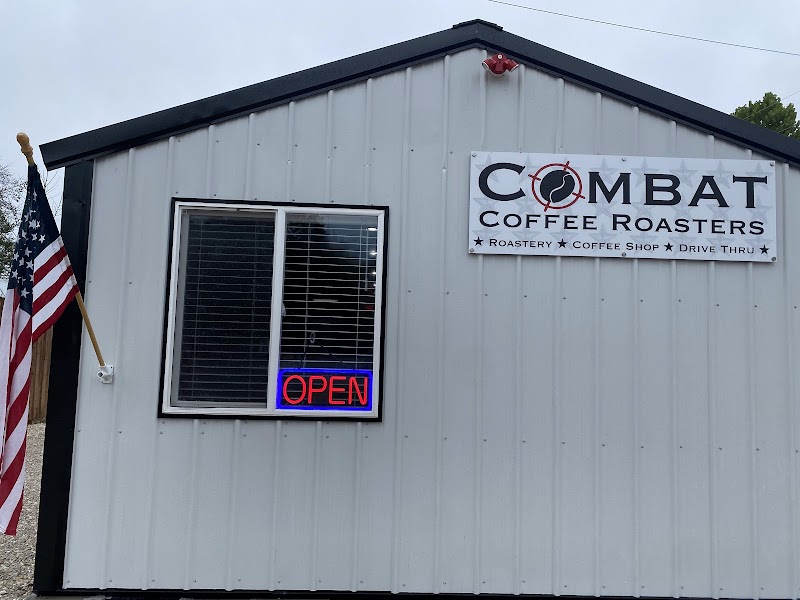 COMBAT
COFFEE ROASTERS
★ ROASTERY ★ COFFEE SHOP ★ DRIVE THRU ★
OPEN